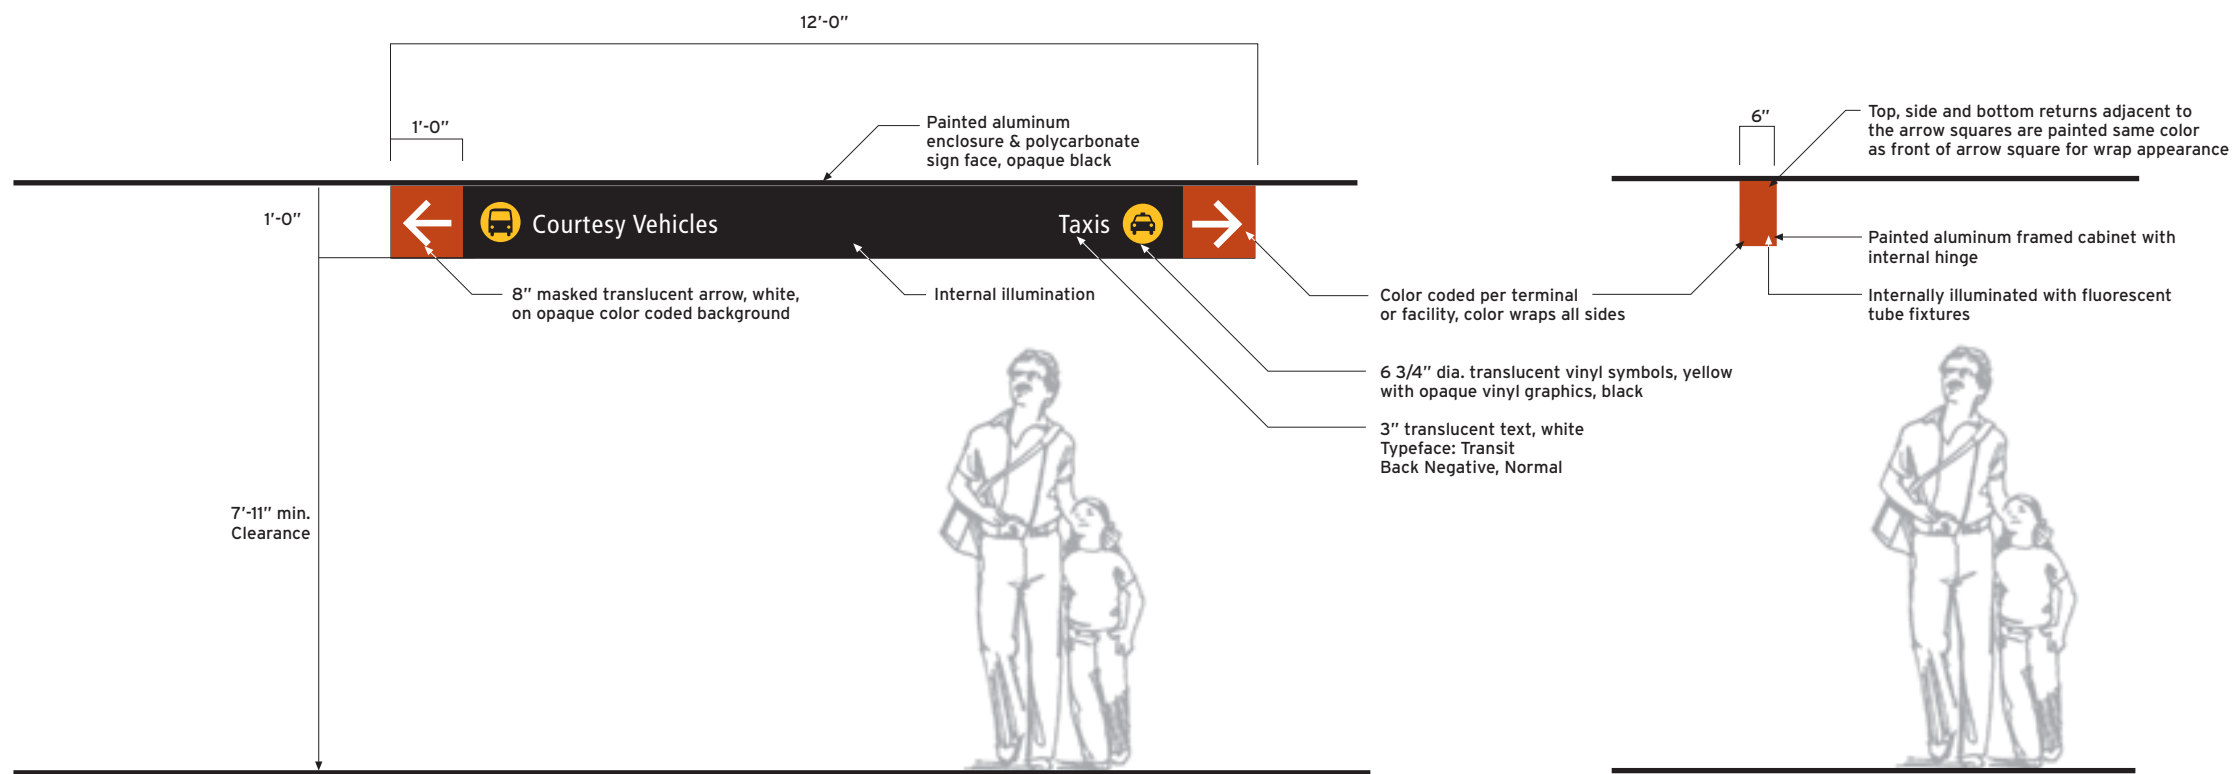 12′-0″
1′-0″
Painted aluminum
enclosure & polycarbonate
sign face, opaque black
6″
Top, side and bottom returns adjacent to
the arrow squares are painted same color
as front of arrow square for wrap appearance
1′-0″
Courtesy Vehicles
Taxis
Painted aluminum framed cabinet with
internal hinge
8″ masked translucent arrow, white,
on opaque color coded background
Internal illumination
Color coded per terminal
or facility, color wraps all sides
Internally illuminated with fluorescent
tube fixtures
6 3/4″ dia. translucent vinyl symbols, yellow
with opaque vinyl graphics, black
3″ translucent text, white
Typeface: Transit
Back Negative, Normal
7′-11″ min.
Clearance